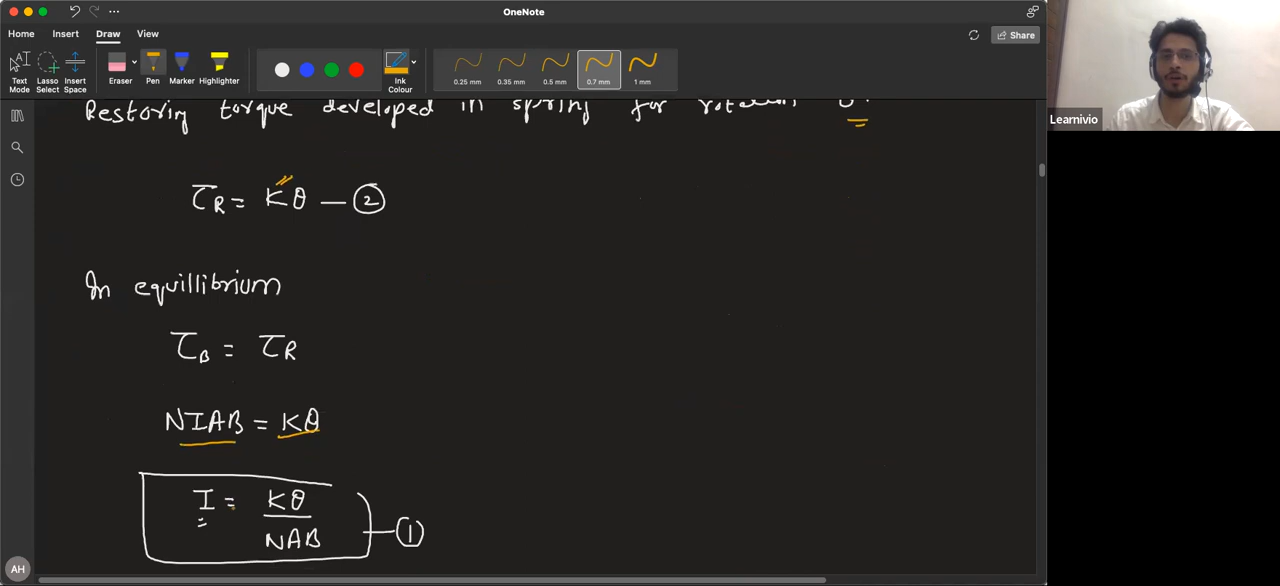 OneNote
Home Insert Draw View
Share
Text Mode
Lasso Select
Insert Space
Eraser
Pen
Marker
Highlighter
Ink Colour
0.25 mm
0.35 mm
0.5 mm
0.7 mm
1 mm
Learnivio
Restoring torque developed in spring for rotation θ.
τR = Kθ — ②
In equillibrium
τB = τR
NIAB = Kθ
I = Kθ / NAB — ①
AH